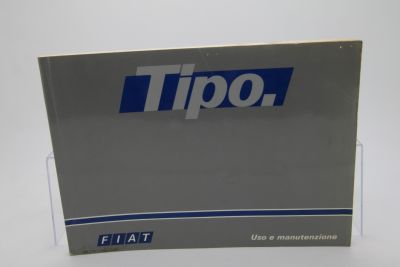 Tipo.
FIAT
Uso e manutenzione